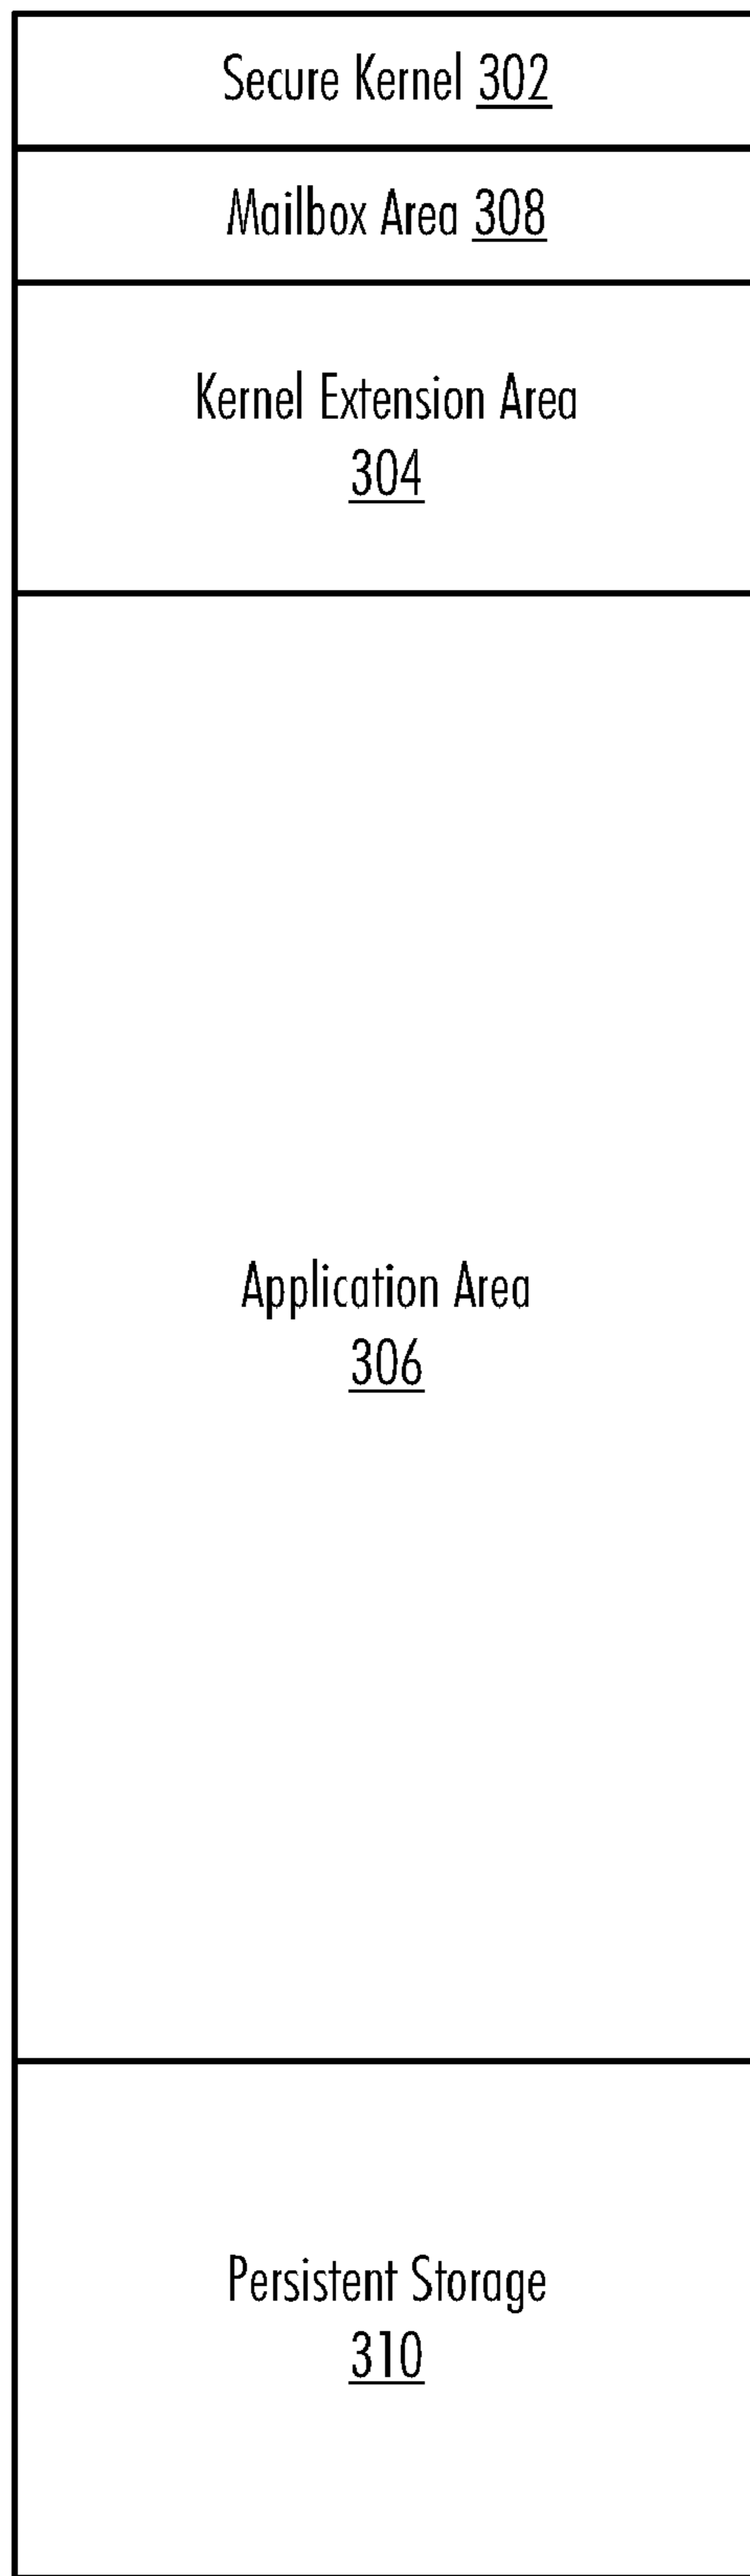 Secure Kernel 302
Mailbox Area 308
Kernel Extension Area
304
Application Area
306
Persistent Storage
310